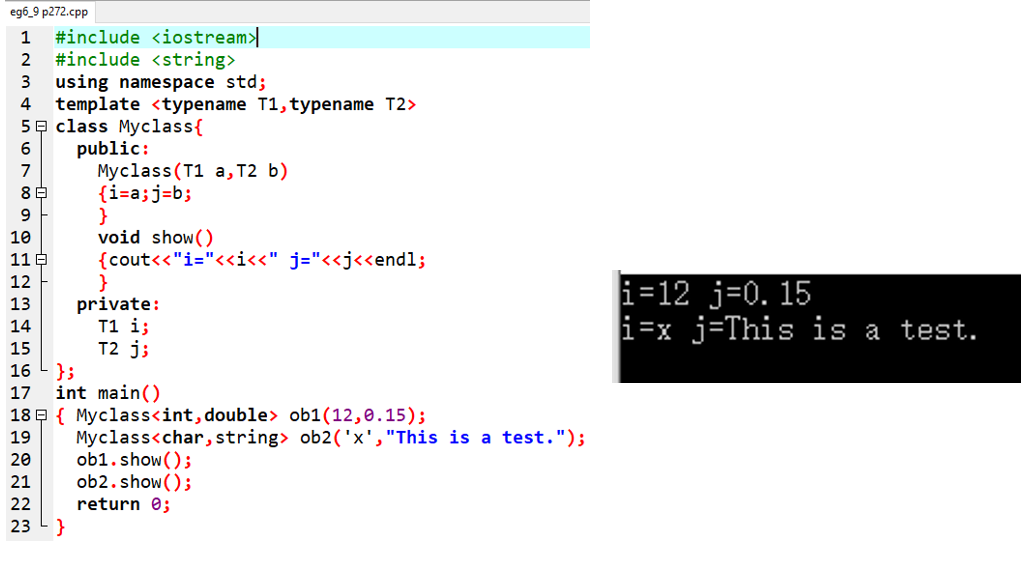 eg6_9 p272.cpp
1 #include <iostream>
2 #include <string>
3 using namespace std;
4 template <typename T1,typename T2>
5 class Myclass{
6 public:
7 Myclass(T1 a,T2 b)
8 {i=a;j=b;
9 }
10 void show()
11 {cout<<"i="<<i<<" j="<<j<<endl;
12 }
13 private:
14 T1 i;
15 T2 j;
16 };
17 int main()
18 { Myclass<int,double> ob1(12,0.15);
19 Myclass<char,string> ob2('x',"This is a test.");
20 ob1.show();
21 ob2.show();
22 return 0;
23 }
i=12 j=0.15
i=x j=This is a test.